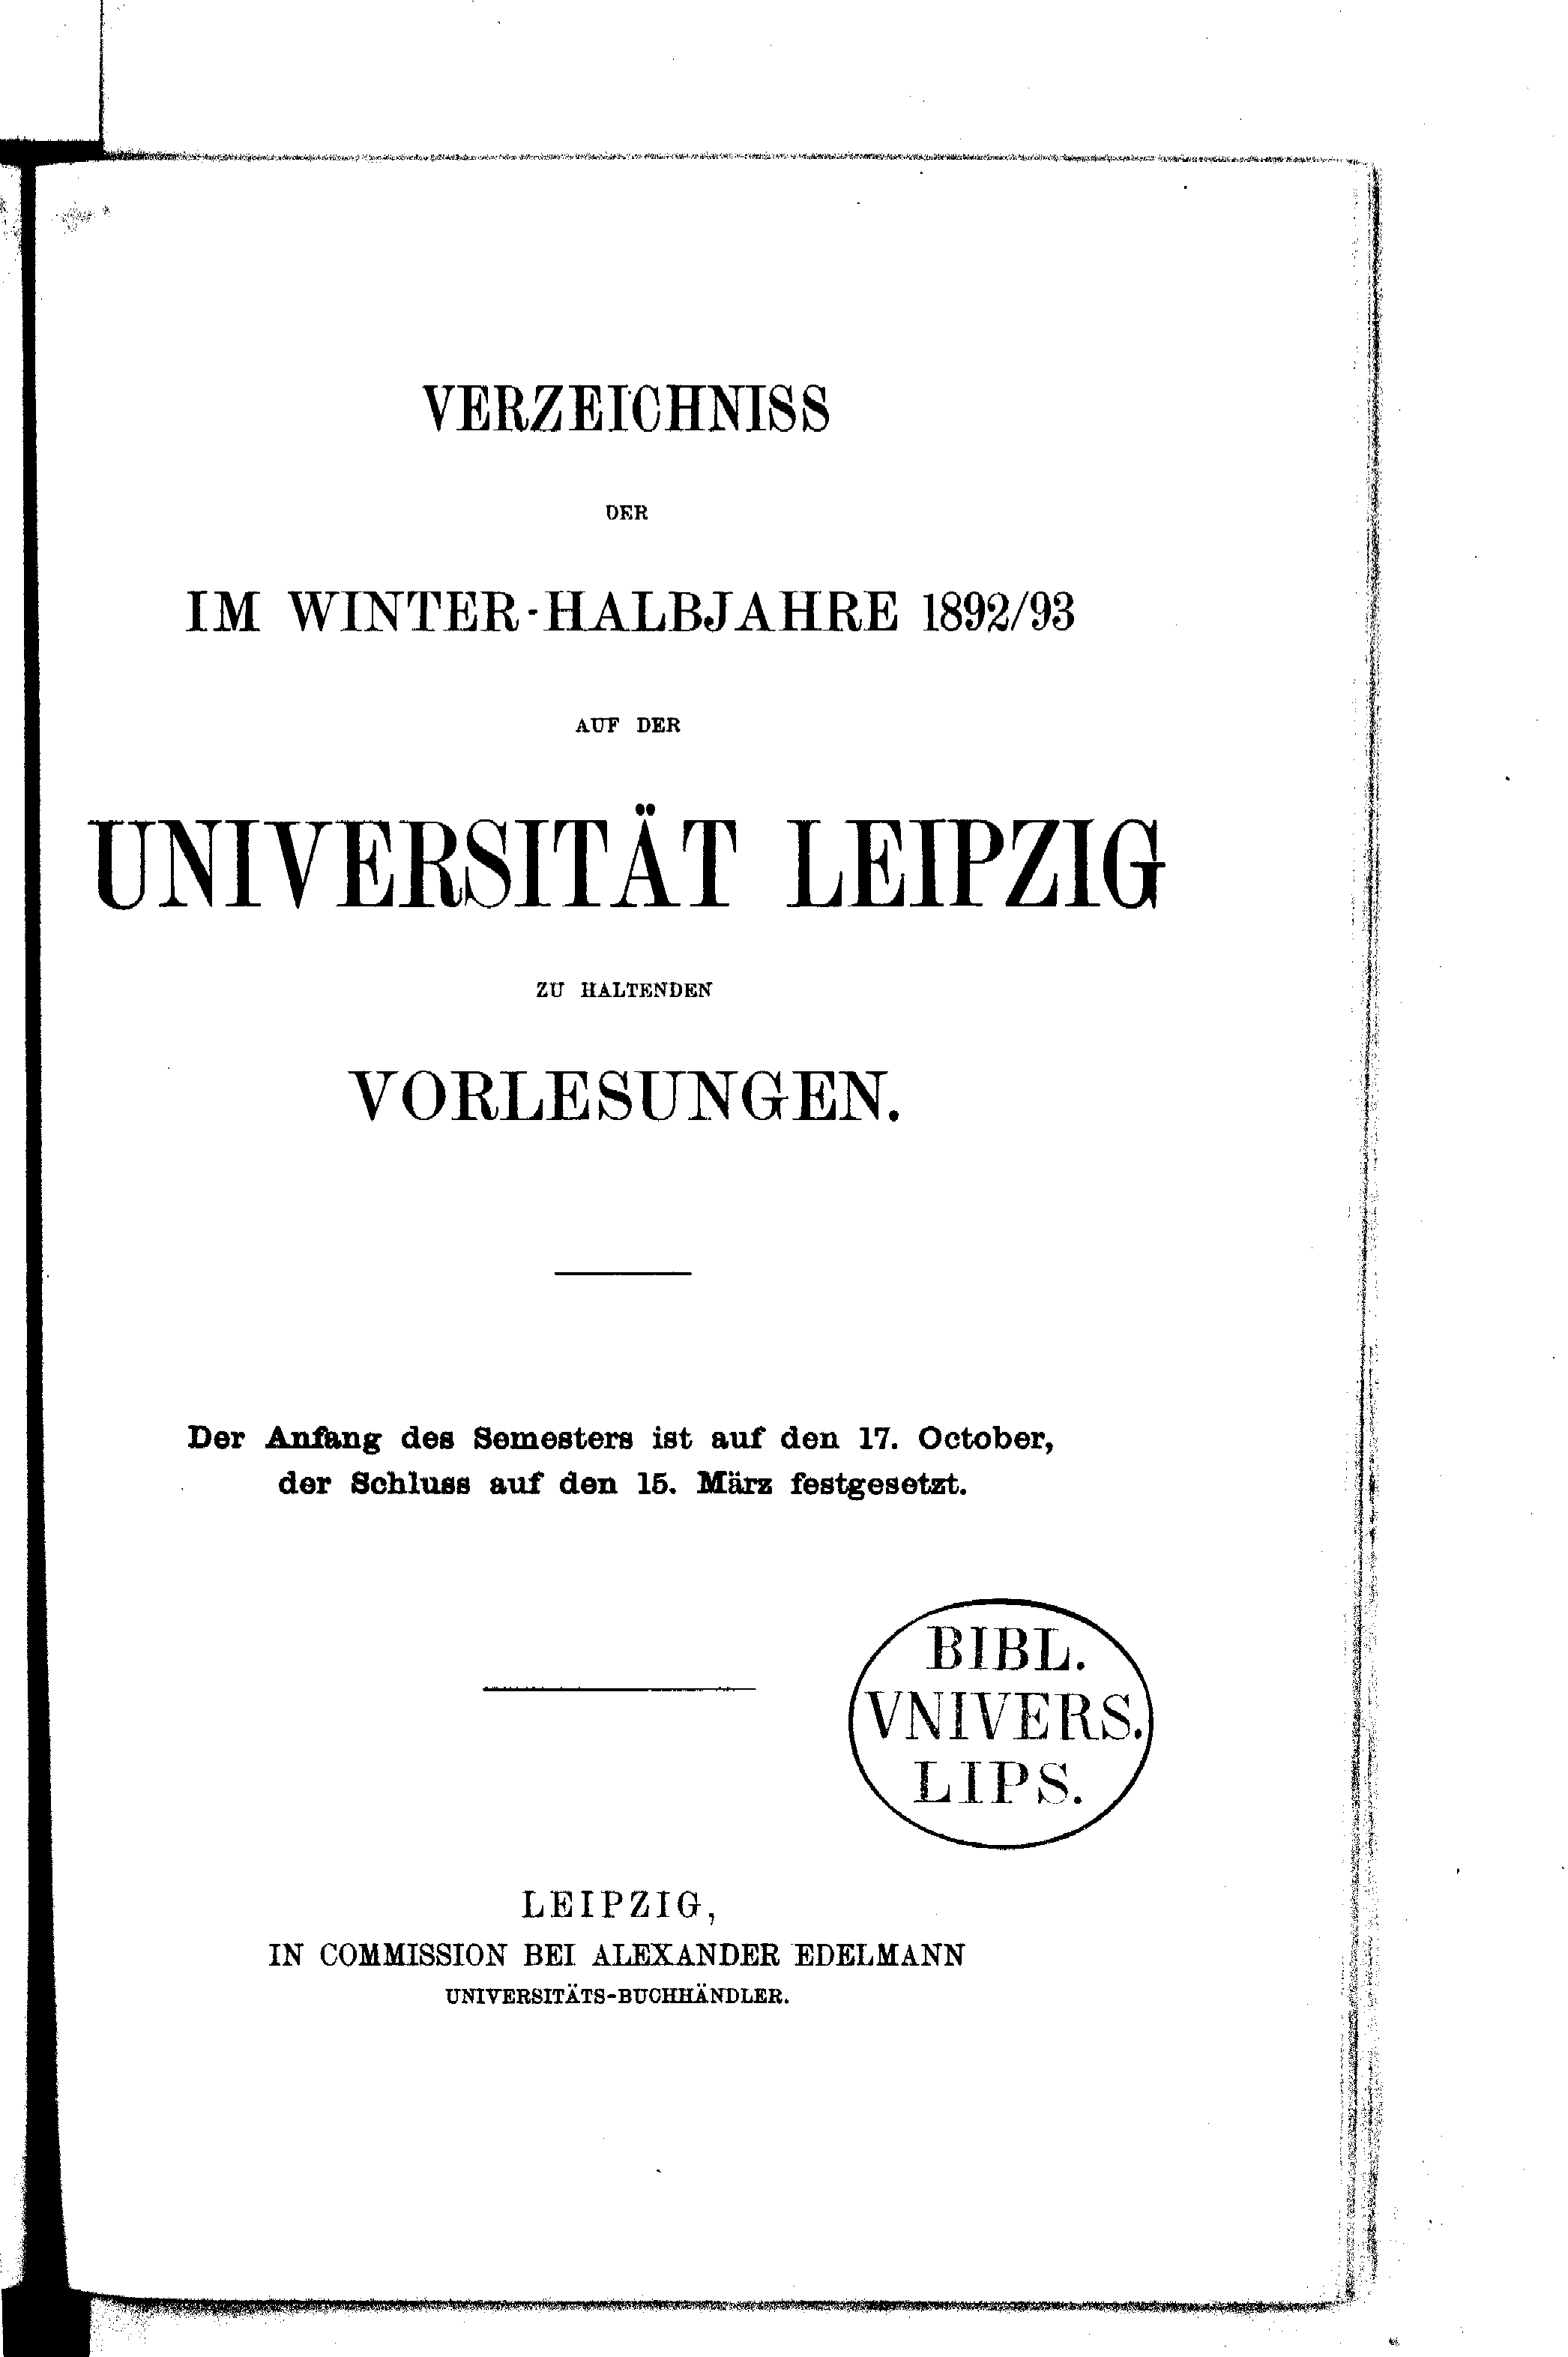 VERZEICHNISS
DER
IM WINTER-HALBJAHRE 1892/93
AUF DER
UNIVERSITÄT LEIPZIG
ZU HALTENDEN
VORLESUNGEN.
Der Anfang des Semesters ist auf den 17. October,
der Schluss auf den 15. März festgesetzt.
BIBL.
VNIVERS.
LIPS.
LEIPZIG,
IN COMMISSION BEI ALEXANDER EDELMANN
UNIVERSITÄTS-BUCHHÄNDLER.